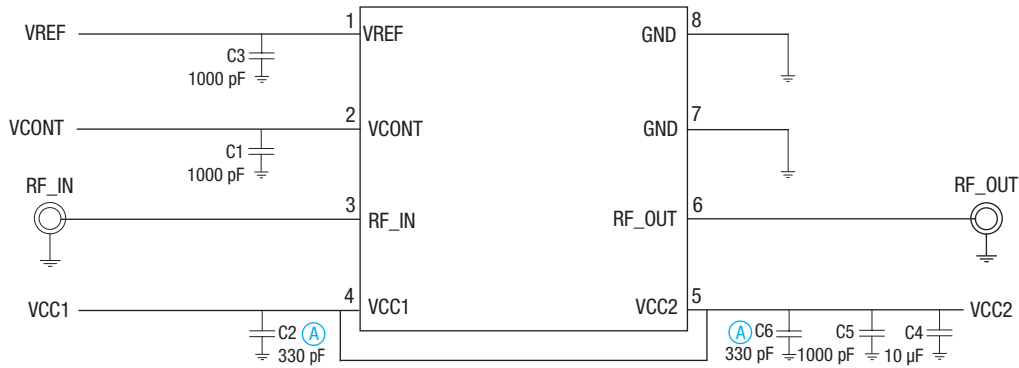 VREF
1
VREF
C3
1000 pF
8
GND
VCONT
2
VCONT
C1
1000 pF
7
GND
RF_IN
3
RF_IN
6
RF_OUT
RF_OUT
VCC1
4
VCC1
C2 A
330 pF
5
VCC2
VCC2
A C6
330 pF
C5
1000 pF
C4
10 µF